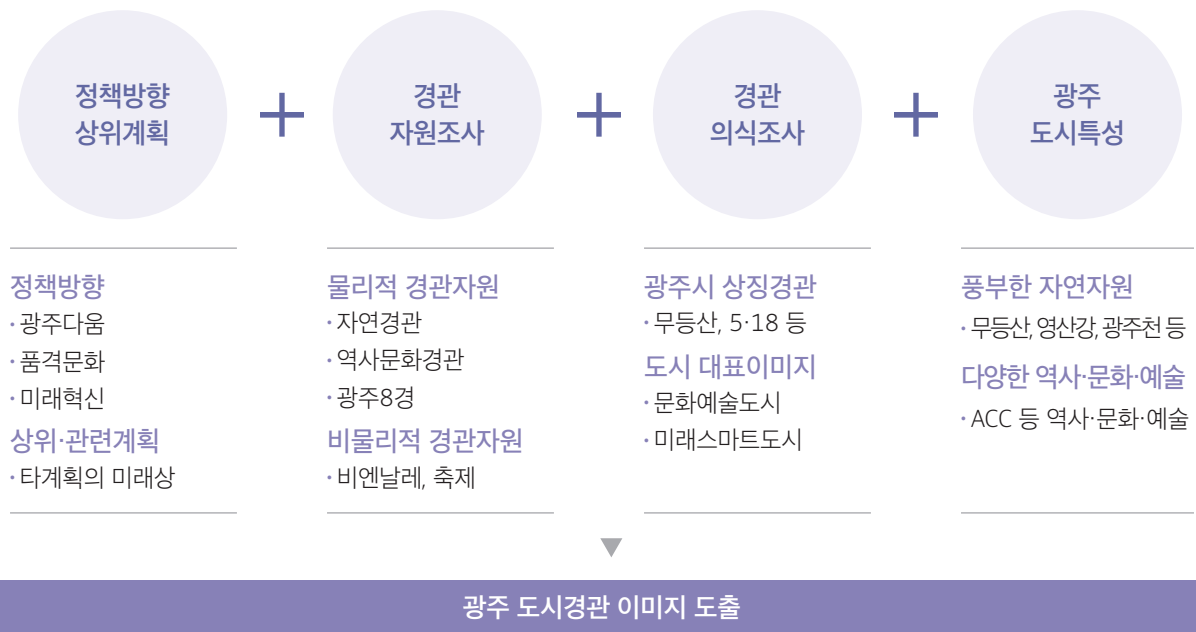 정책방향
상위계획
+
경관
자원조사
+
경관
의식조사
+
광주
도시특성
정책방향
· 광주다움
· 품격문화
· 미래혁신
상위·관련계획
· 타계획의 미래상
물리적 경관자원
· 자연경관
· 역사문화경관
· 광주8경
비물리적 경관자원
· 비엔날레, 축제
광주시 상징경관
· 무등산, 5·18 등
도시 대표이미지
· 문화예술도시
· 미래스마트도시
풍부한 자연자원
· 무등산, 영산강, 광주천 등
다양한 역사·문화·예술
· ACC 등 역사·문화·예술
광주 도시경관 이미지 도출